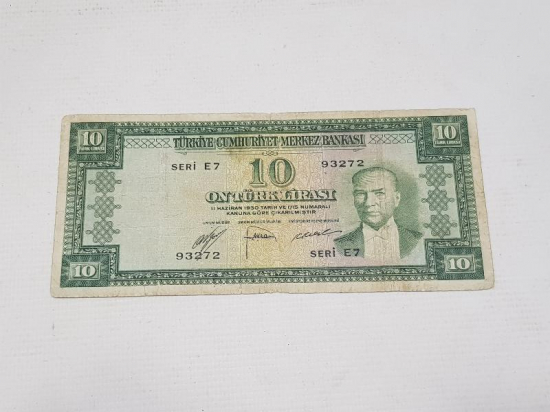 10 10
TÜRKİYE CUMHURİYET MERKEZ BANKASI
SERİ E7 10 93272
ON TÜRK LİRASI
11 HAZİRAN 1930 TARİH VE 1715 NUMARALI
KANUNA GÖRE ÇIKARILMIŞTIR
93272 SERİ E7
10 10